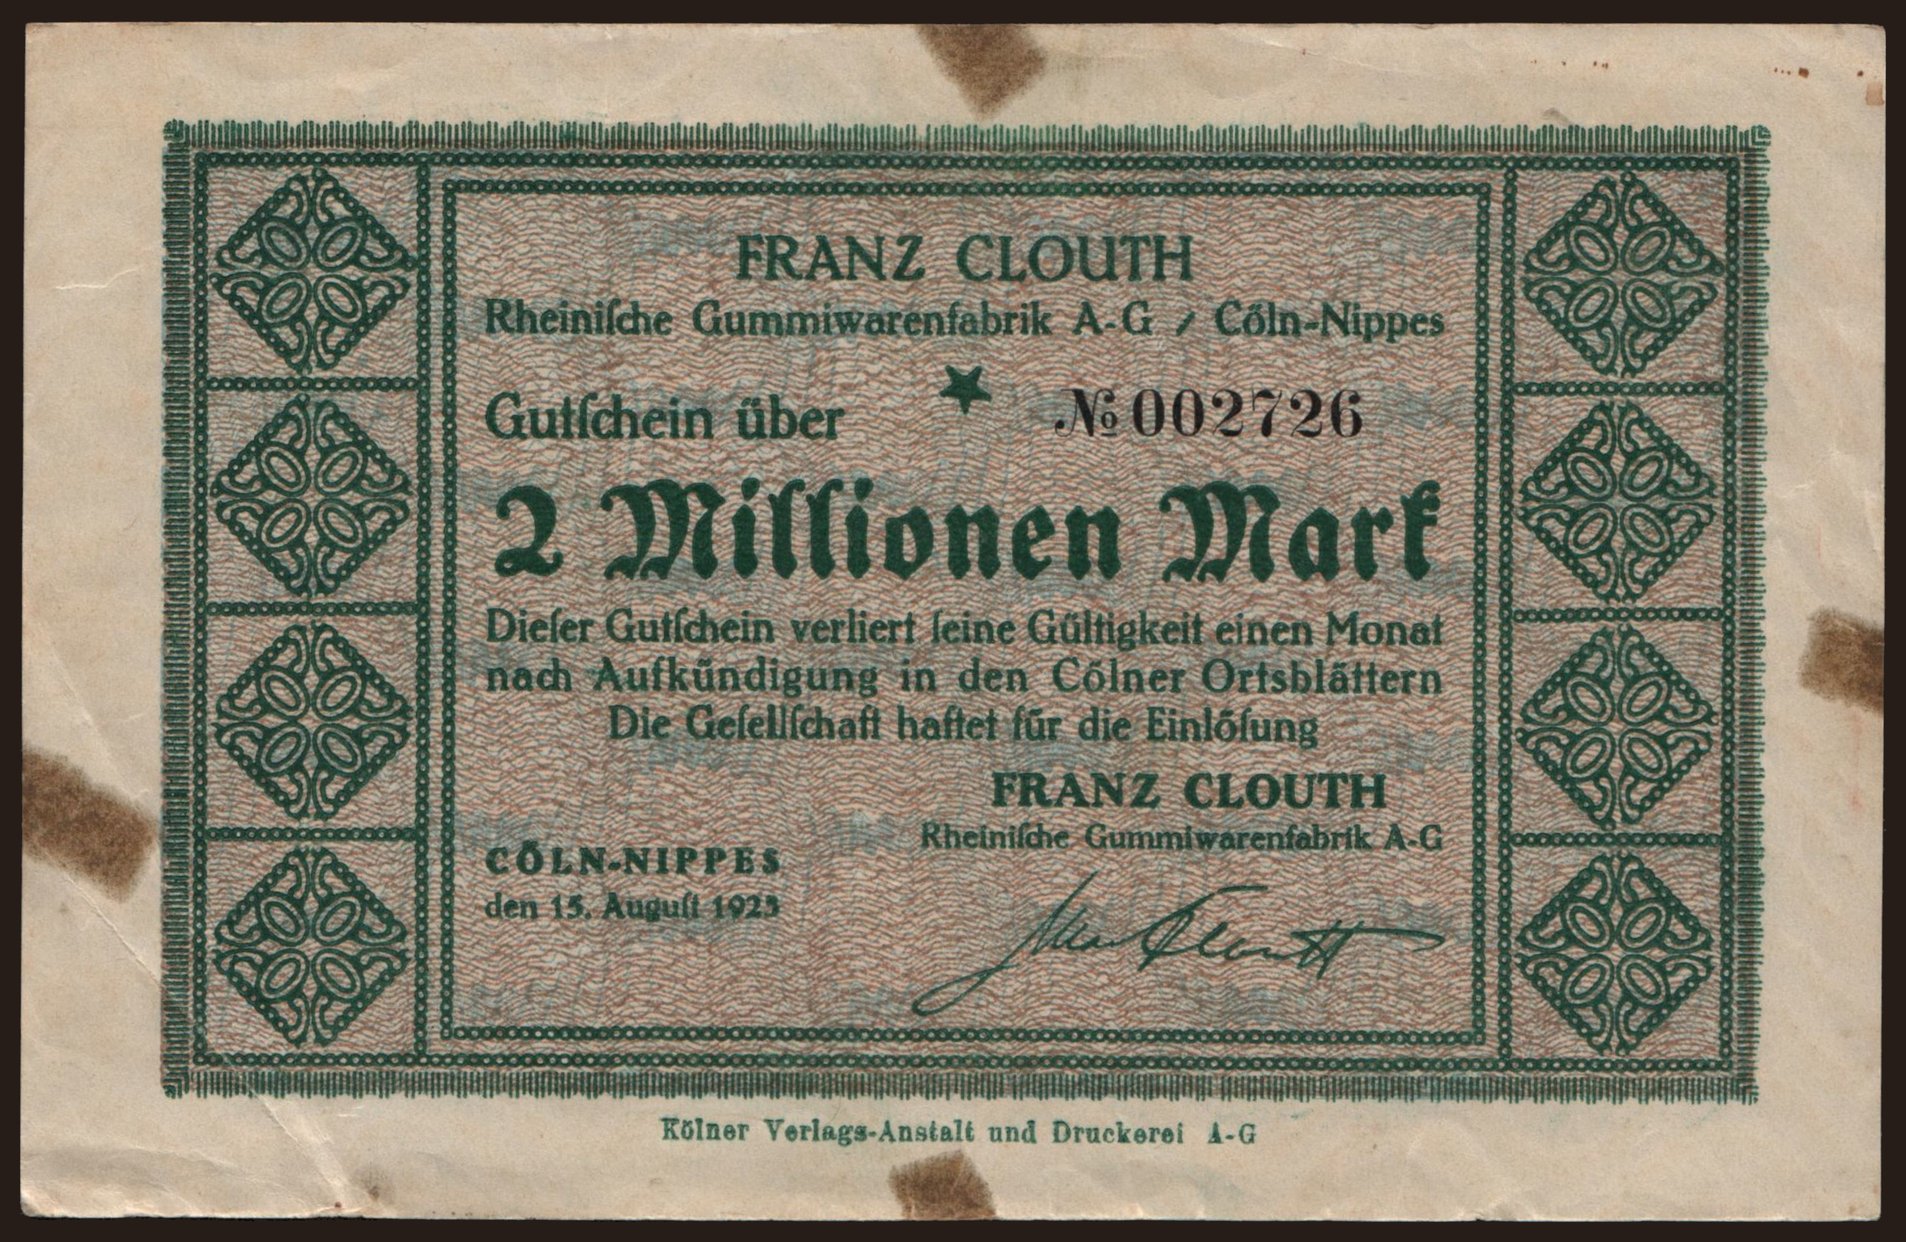 FRANZ CLOUTH
Rheiniſche Gummiwarenfabrik A-G / Cöln-Nippes
Gutſchein über № 002726
2 Millionen Mark
Dieſer Gutſchein verliert ſeine Gültigkeit einen Monat
nach Aufkündigung in den Cölner Ortsblättern
Die Geſellſchaft haftet für die Einlöſung
FRANZ CLOUTH
Rheiniſche Gummiwarenfabrik A-G
CÖLN-NIPPES
den 15. Auguſt 1923
Max Clouth
Kölner Verlags-Anstalt und Druckerei A-G